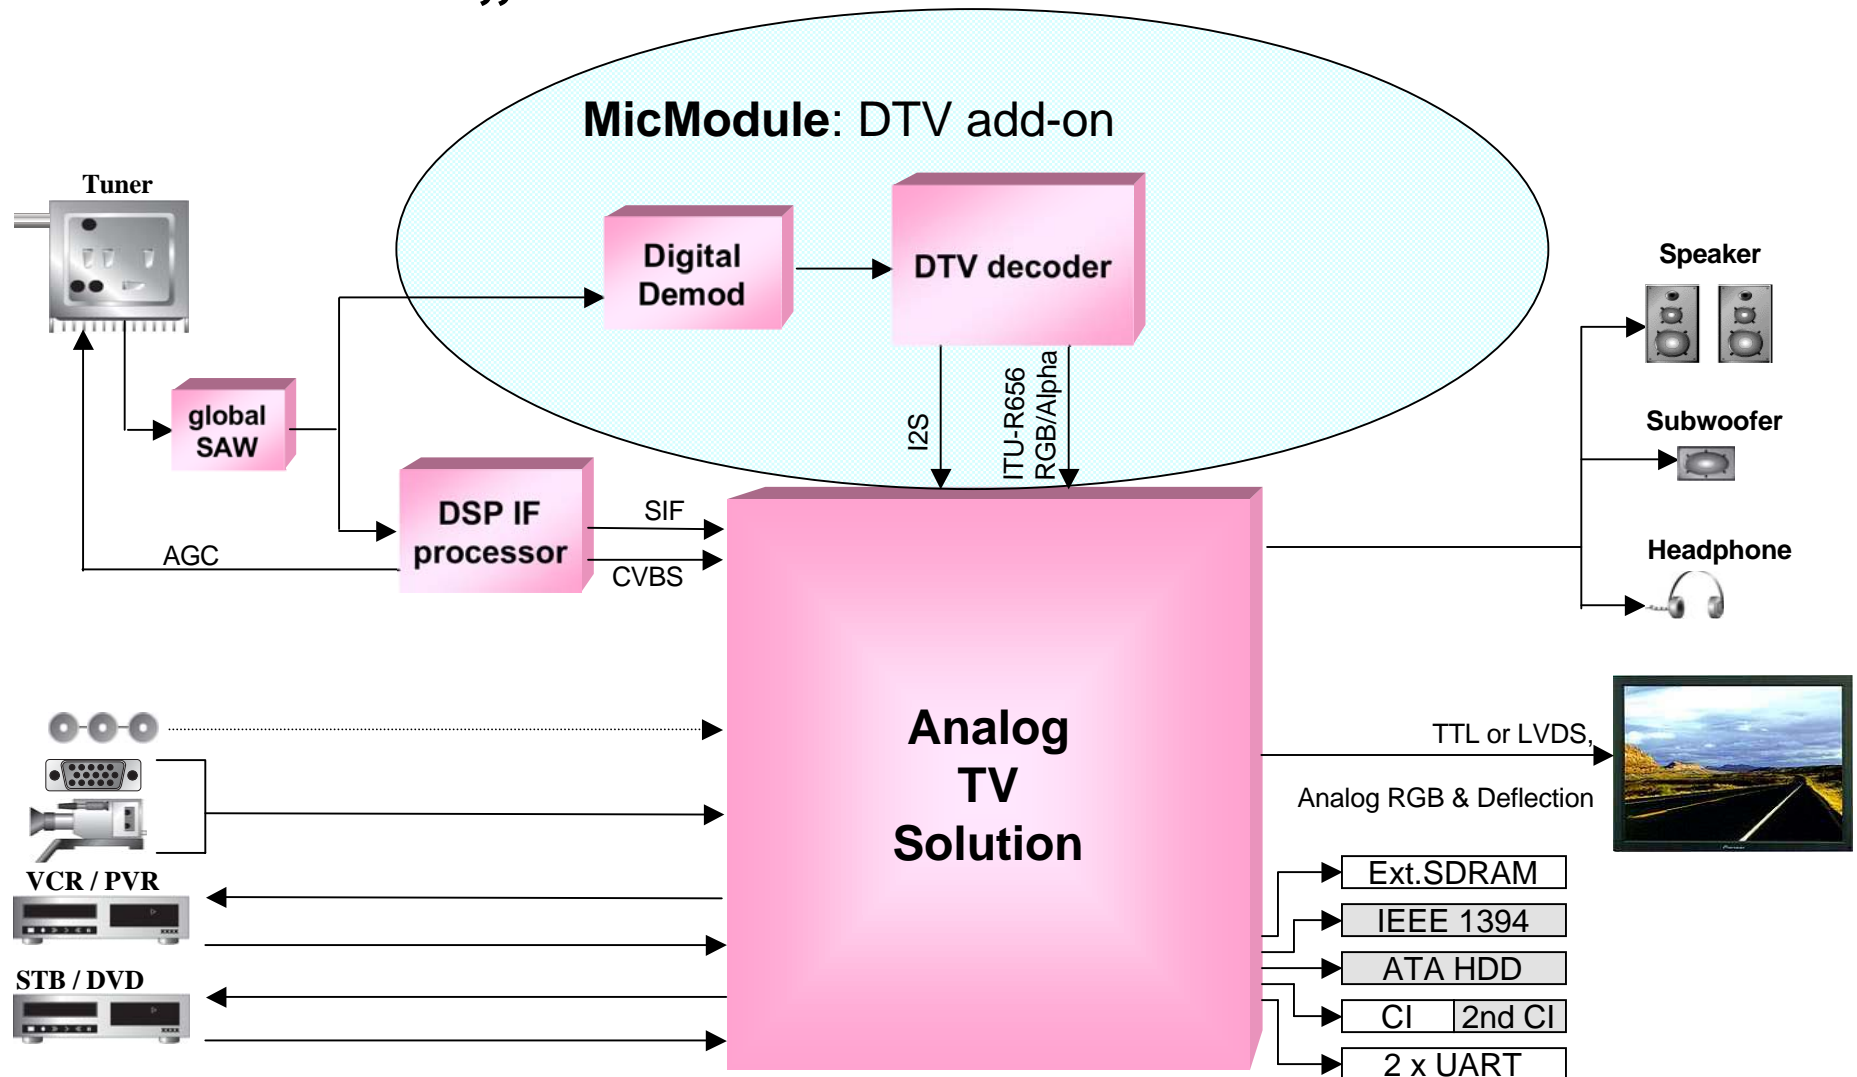 „
MicModule: DTV add-on
Tuner
Digital
Demod
DTV decoder
Speaker
global
SAW
I2S
ITU-R656
RGB/Alpha
Subwoofer
DSP IF
processor
SIF
CVBS
AGC
Headphone
Analog
TV
Solution
TTL or LVDS,
Analog RGB & Deflection
VCR / PVR
XXXX
STB / DVD
XXXX
Ext.SDRAM
IEEE 1394
ATA HDD
CI 2nd CI
2 x UART